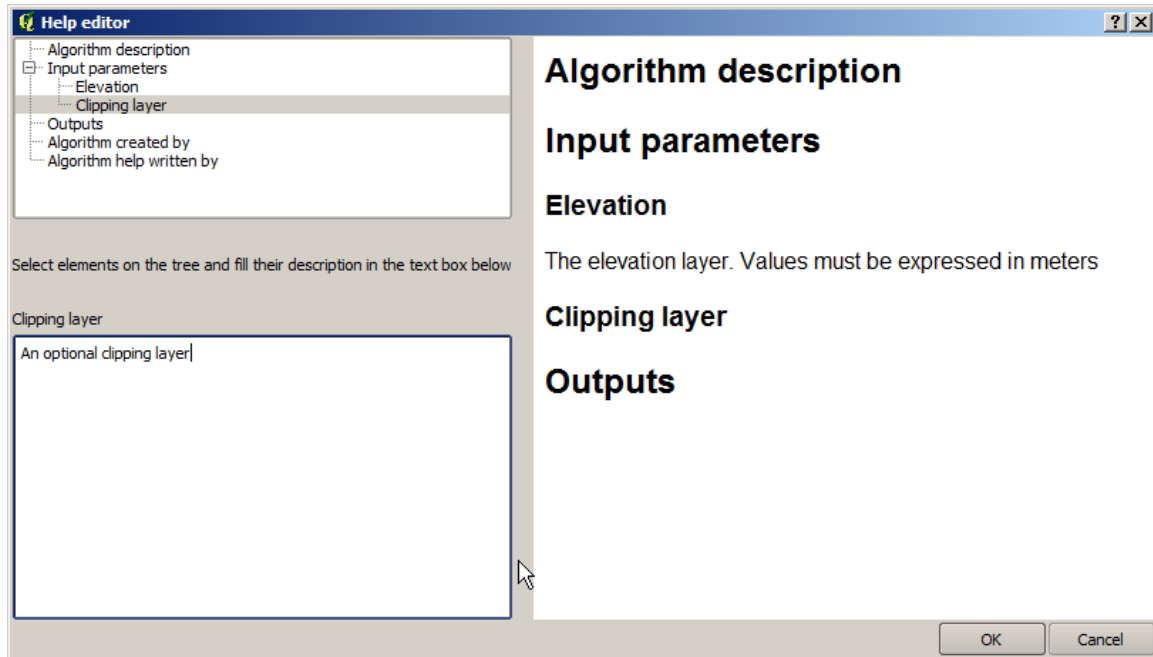 Help editor
Algorithm description
Input parameters
Elevation
Clipping layer
Outputs
Algorithm created by
Algorithm help written by
Select elements on the tree and fill their description in the text box below
Clipping layer
An optional clipping layer
Algorithm description
Input parameters
Elevation
The elevation layer. Values must be expressed in meters
Clipping layer
Outputs
OK
Cancel